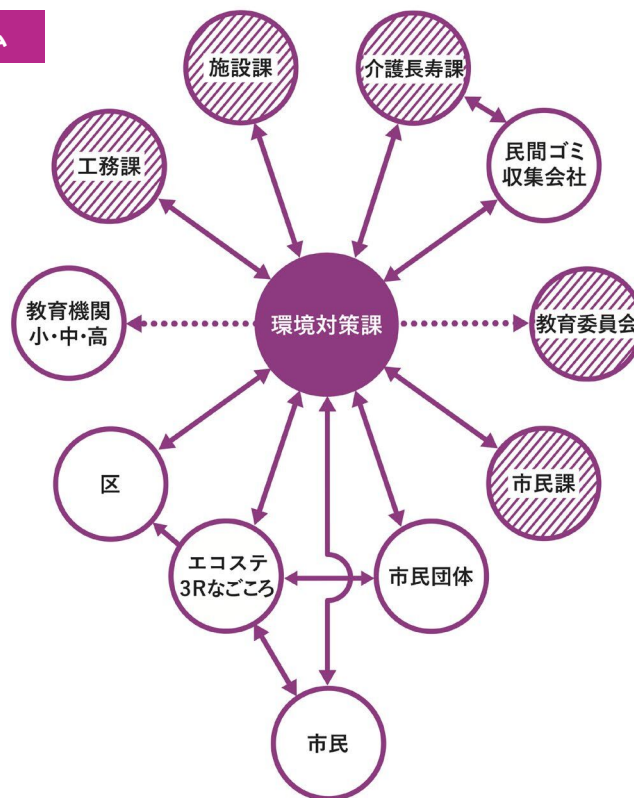 施設課
介護長寿課
民間ゴミ
収集会社
工務課
教育機関
小・中・高
環境対策課
教育委員会
区
市民課
エコステ
3Rなごころ
市民団体
市民